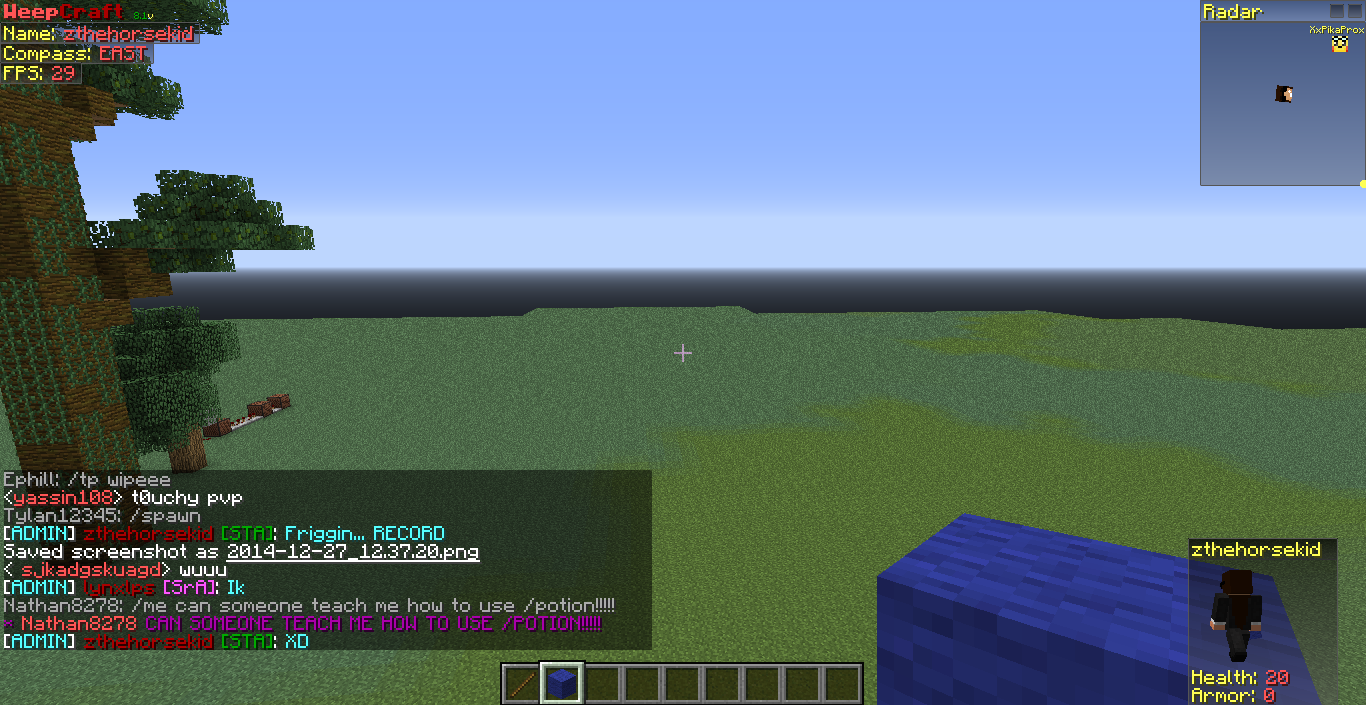 WeepCraft 8.1v
Name: zthehorsekid
Compass: EAST
FPS: 29
Radar
XxPikaProx
Ephill: /tp wipeee
<yassin108> t0uchy pvp
Tylan12345: /spawn
[ADMIN] zthehorsekid [STA]: Friggin... RECORD
Saved screenshot as 2014-12-27_12.37.20.png
< sjkadgskuagd> wuuu
[ADMIN] lynxlps [SrA]: Ik
Nathan8278: /me can someone teach me how to use /potion!!!!!
* Nathan8278 CAN SOMEONE TEACH ME HOW TO USE /POTION!!!!!
[ADMIN] zthehorsekid [STA]: XD
zthehorsekid
Health: 20
Armor: 0